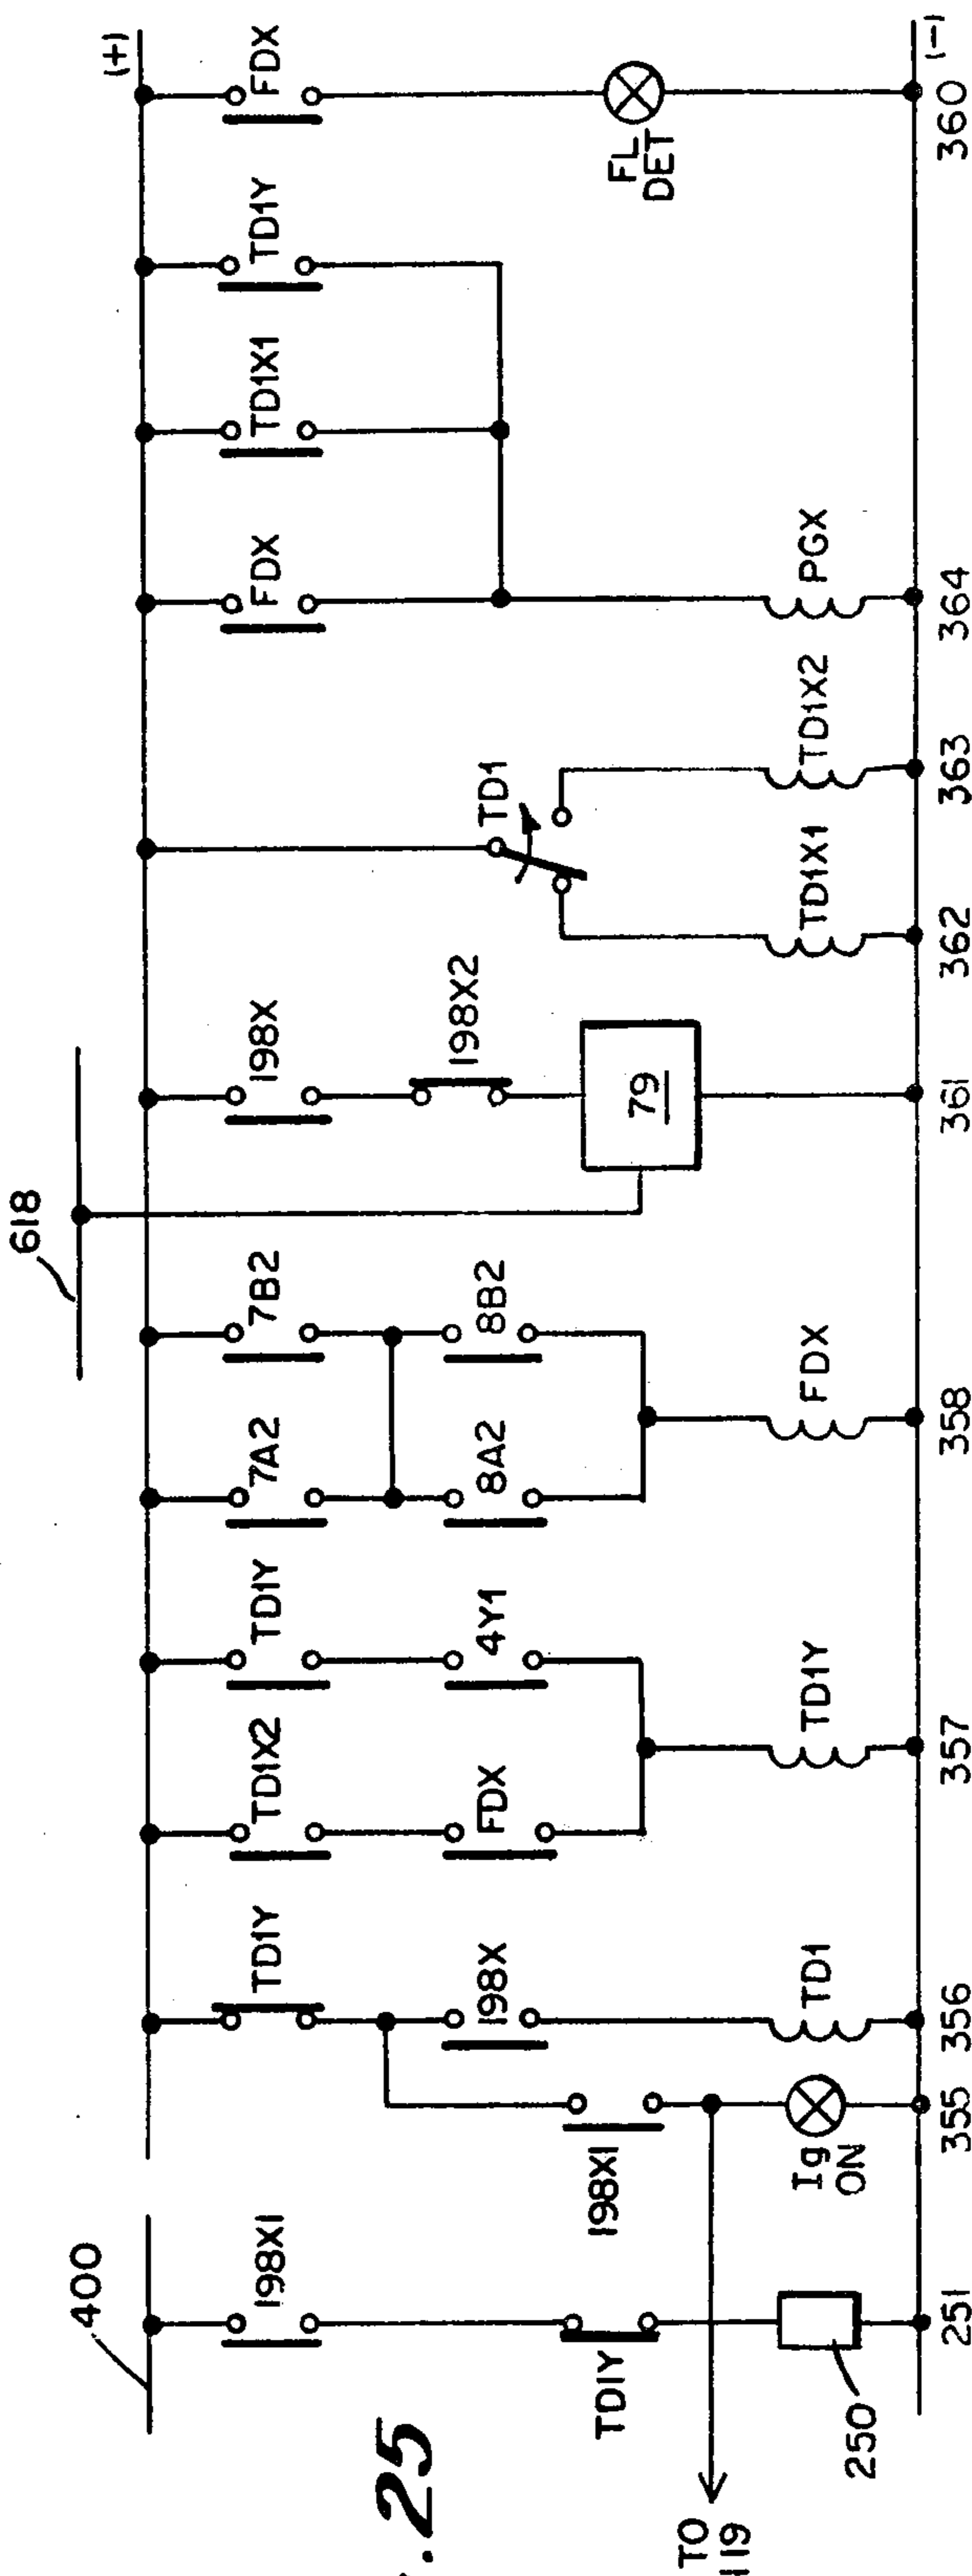 400
618
(+)
198X1
TD1Y
TD1X2
TD1Y
7A2
7B2
198X
FDX
TD1X1
TD1Y
FDX
.25
198X
FDX
4Y1
8A2
8B2
198X2
TD1
TD1Y
198X1
79
FL
DET
TO
119
250
Ig
ON
TD1
TD1Y
FDX
TD1X1
TD1X2
PGX
251
355
356
357
358
361
362
363
364
360
(-)